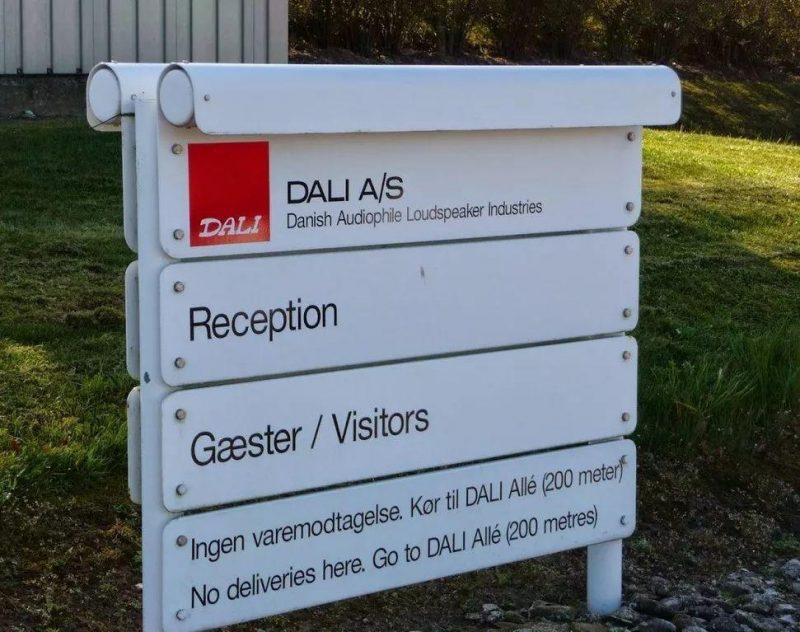 DALI
DALI A/S
Danish Audiophile Loudspeaker Industries
Reception
Gæster / Visitors
Ingen varemodtagelse. Kør til DALI Allé (200 meter)
No deliveries here. Go to DALI Allé (200 metres)